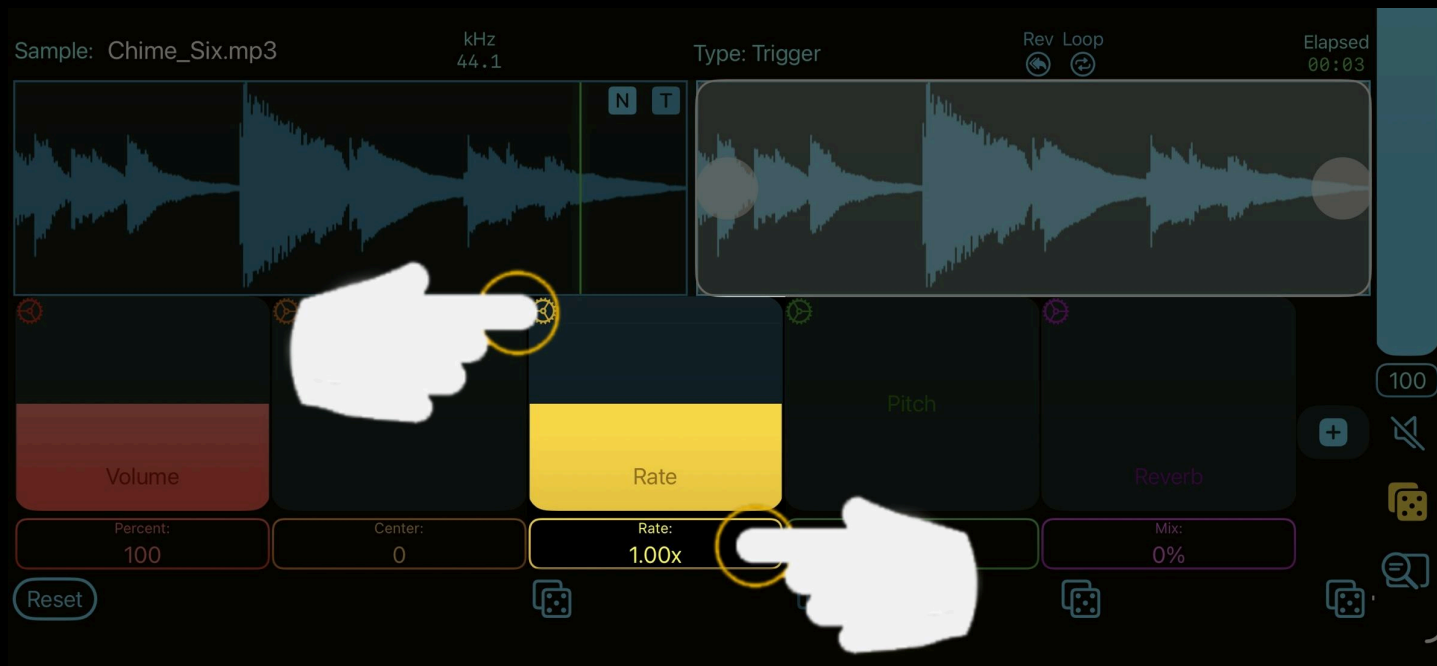 Sample: Chime_Six.mp3
kHz
44.1
Type: Trigger
Rev Loop
Elapsed
00:03
N T
100
Pitch
Volume
Rate
Reverb
Percent:
100
Center:
0
Rate:
1.00x
Mix:
0%
Reset